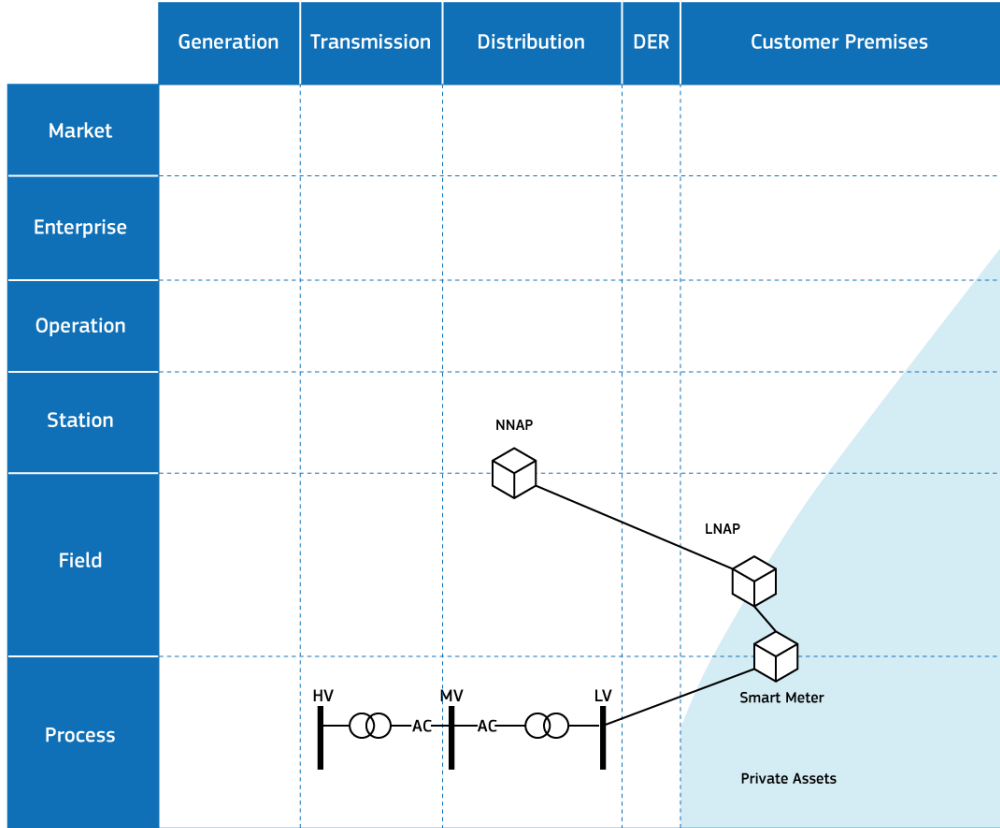 Generation
Transmission
Distribution
DER
Customer Premises
Market
Enterprise
Operation
Station
NNAP
Field
LNAP
Process
HV
MV
LV
AC
AC
Smart Meter
Private Assets